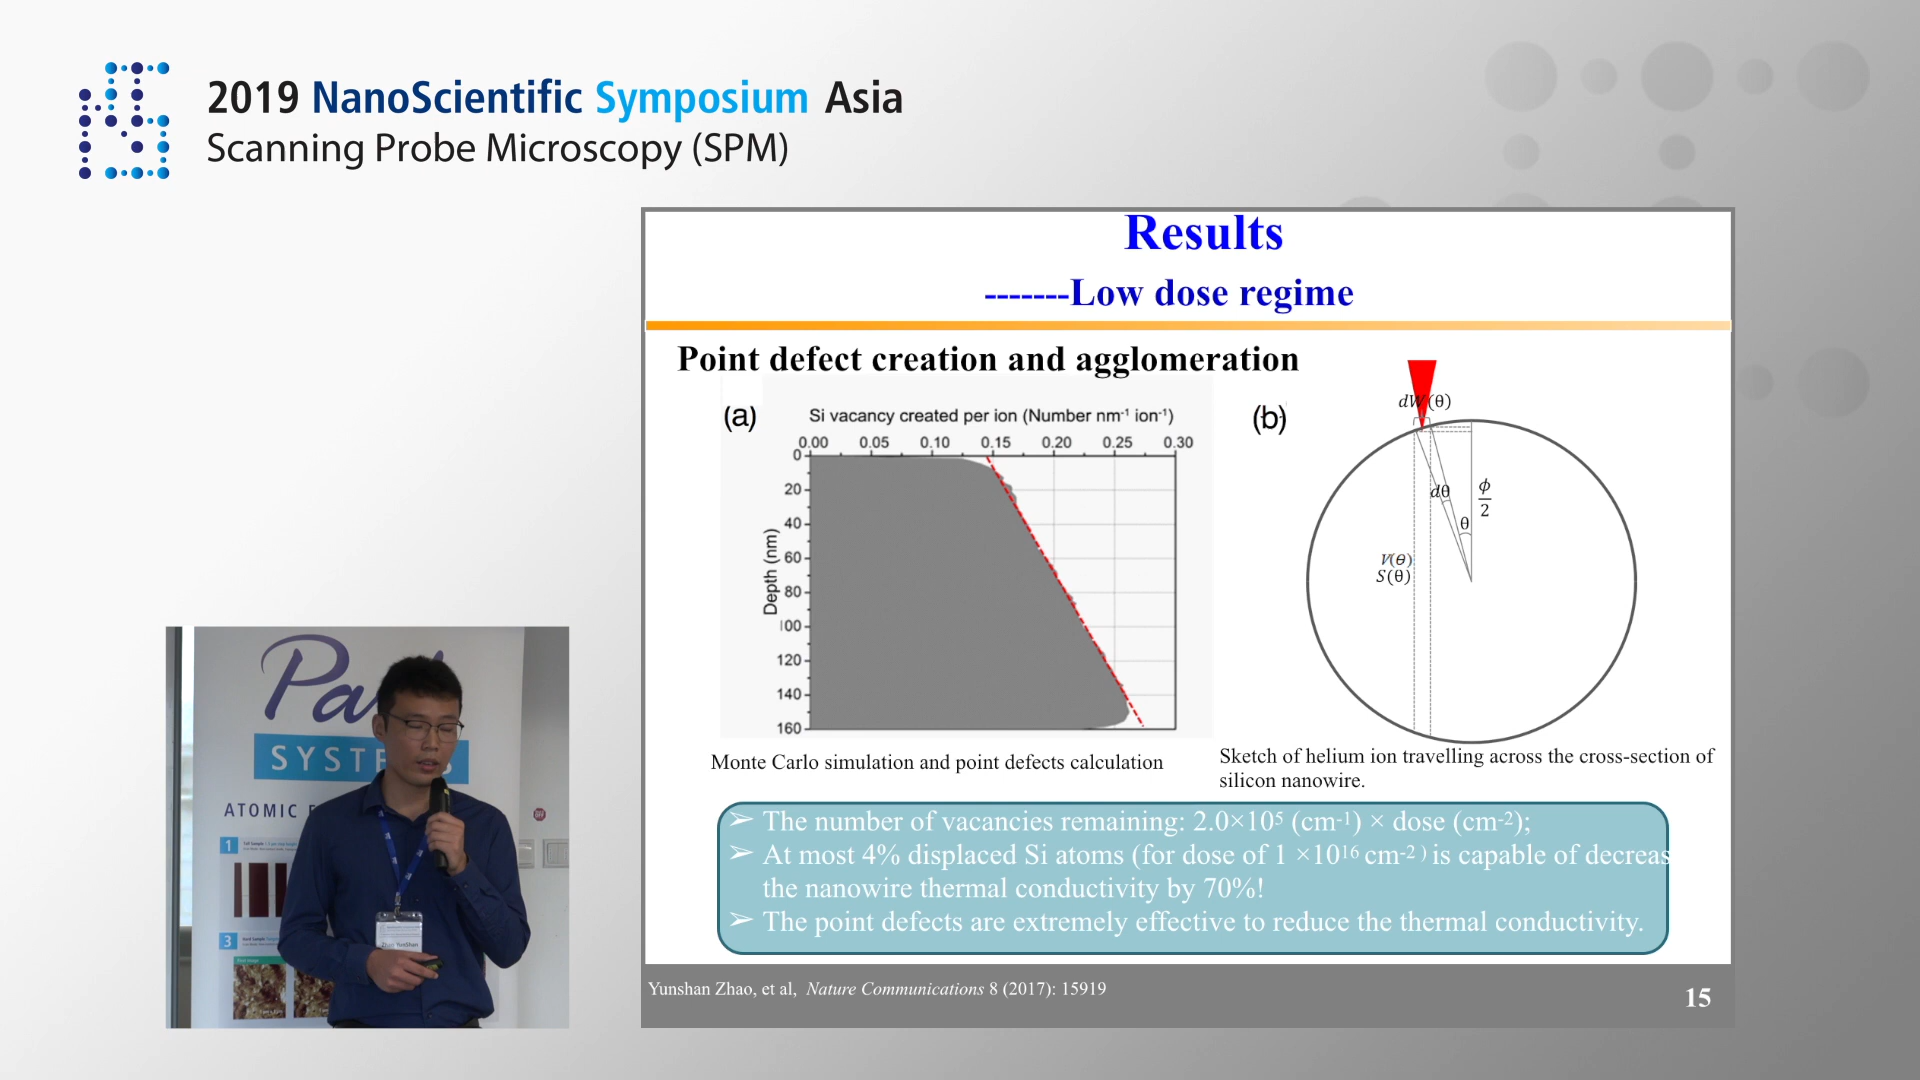 2019 NanoScientific Symposium Asia
Scanning Probe Microscopy (SPM)
Results
-------Low dose regime
Point defect creation and agglomeration
(a)
Si vacancy created per ion (Number nm-1 ion-1)
0.00 0.05 0.10 0.15 0.20 0.25 0.30
0
20
40
60
80
100
120
140
160
Depth (nm)
Monte Carlo simulation and point defects calculation
(b)
dW(θ)
dθ
ϕ
2
θ
V(θ)
S(θ)
Sketch of helium ion travelling across the cross-section of
silicon nanowire.
➢ The number of vacancies remaining: 2.0×10⁵ (cm-1) × dose (cm-2);
➢ At most 4% displaced Si atoms (for dose of 1 ×10¹⁶ cm-2 ) is capable of decreas
the nanowire thermal conductivity by 70%!
➢ The point defects are extremely effective to reduce the thermal conductivity.
Yunshan Zhao, et al, Nature Communications 8 (2017): 15919
15
SYSTE
ATOMIC
1
3